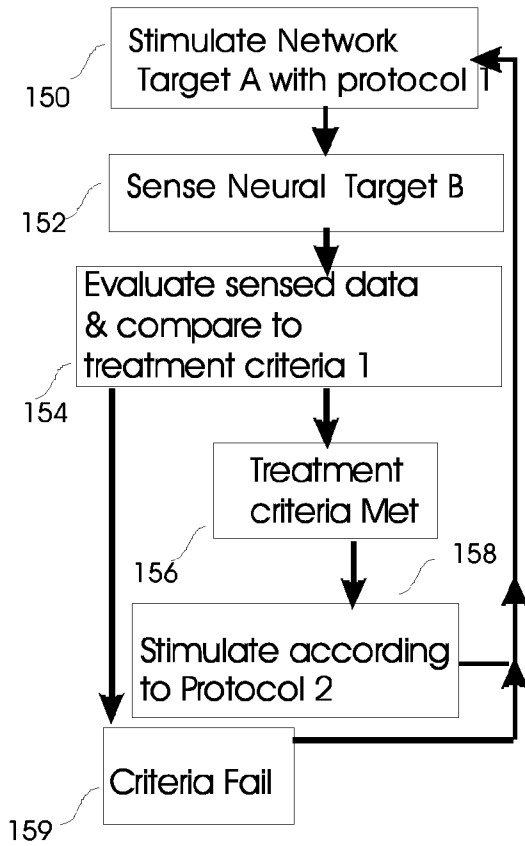 Stimulate Network
Target A with protocol 1
150
Sense Neural Target B
152
Evaluate sensed data
& compare to
treatment criteria 1
154
Treatment
criteria Met
156
158
Stimulate according
to Protocol 2
Criteria Fail
159